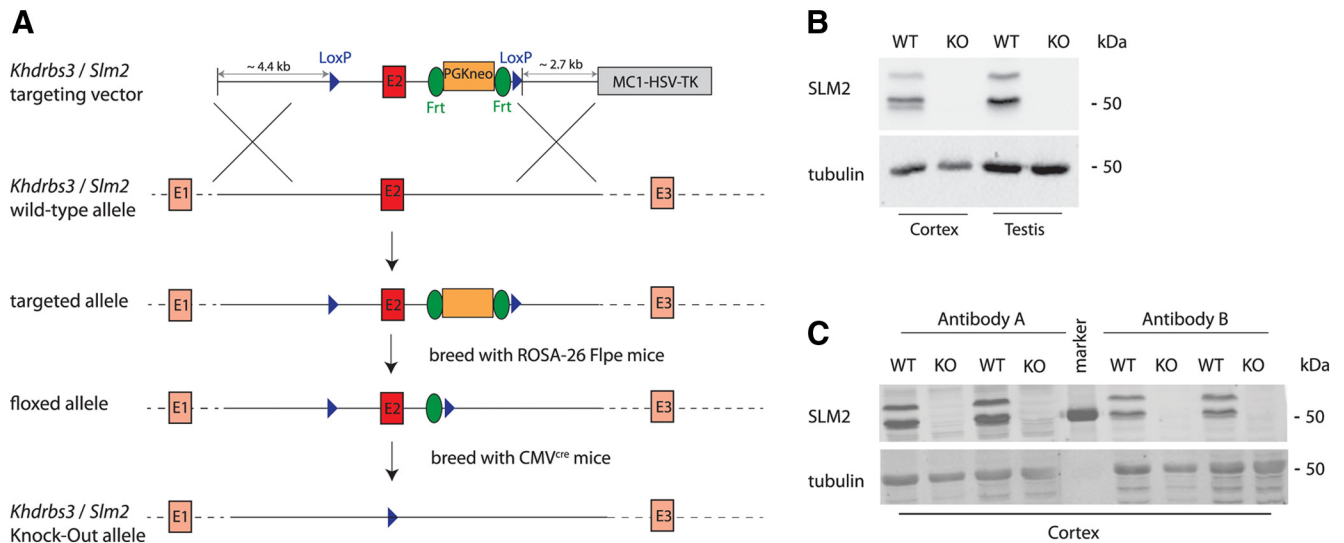 A
Khdrbs3 / Slm2
targeting vector
~ 4.4 kb
LoxP
E2
PGKneo
Frt
Frt
LoxP
~ 2.7 kb
MC1-HSV-TK
Khdrbs3 / Slm2
wild-type allele
E1
E2
E3
targeted allele
E1
E2
E3
breed with ROSA-26 Flpe mice
floxed allele
E1
E2
E3
breed with CMVcre mice
Khdrbs3 / Slm2
Knock-Out allele
E1
E3
B
WT KO WT KO kDa
SLM2
- 50
tubulin
- 50
Cortex Testis
C
Antibody A marker Antibody B
WT KO WT KO WT KO WT KO kDa
SLM2
- 50
tubulin
- 50
Cortex